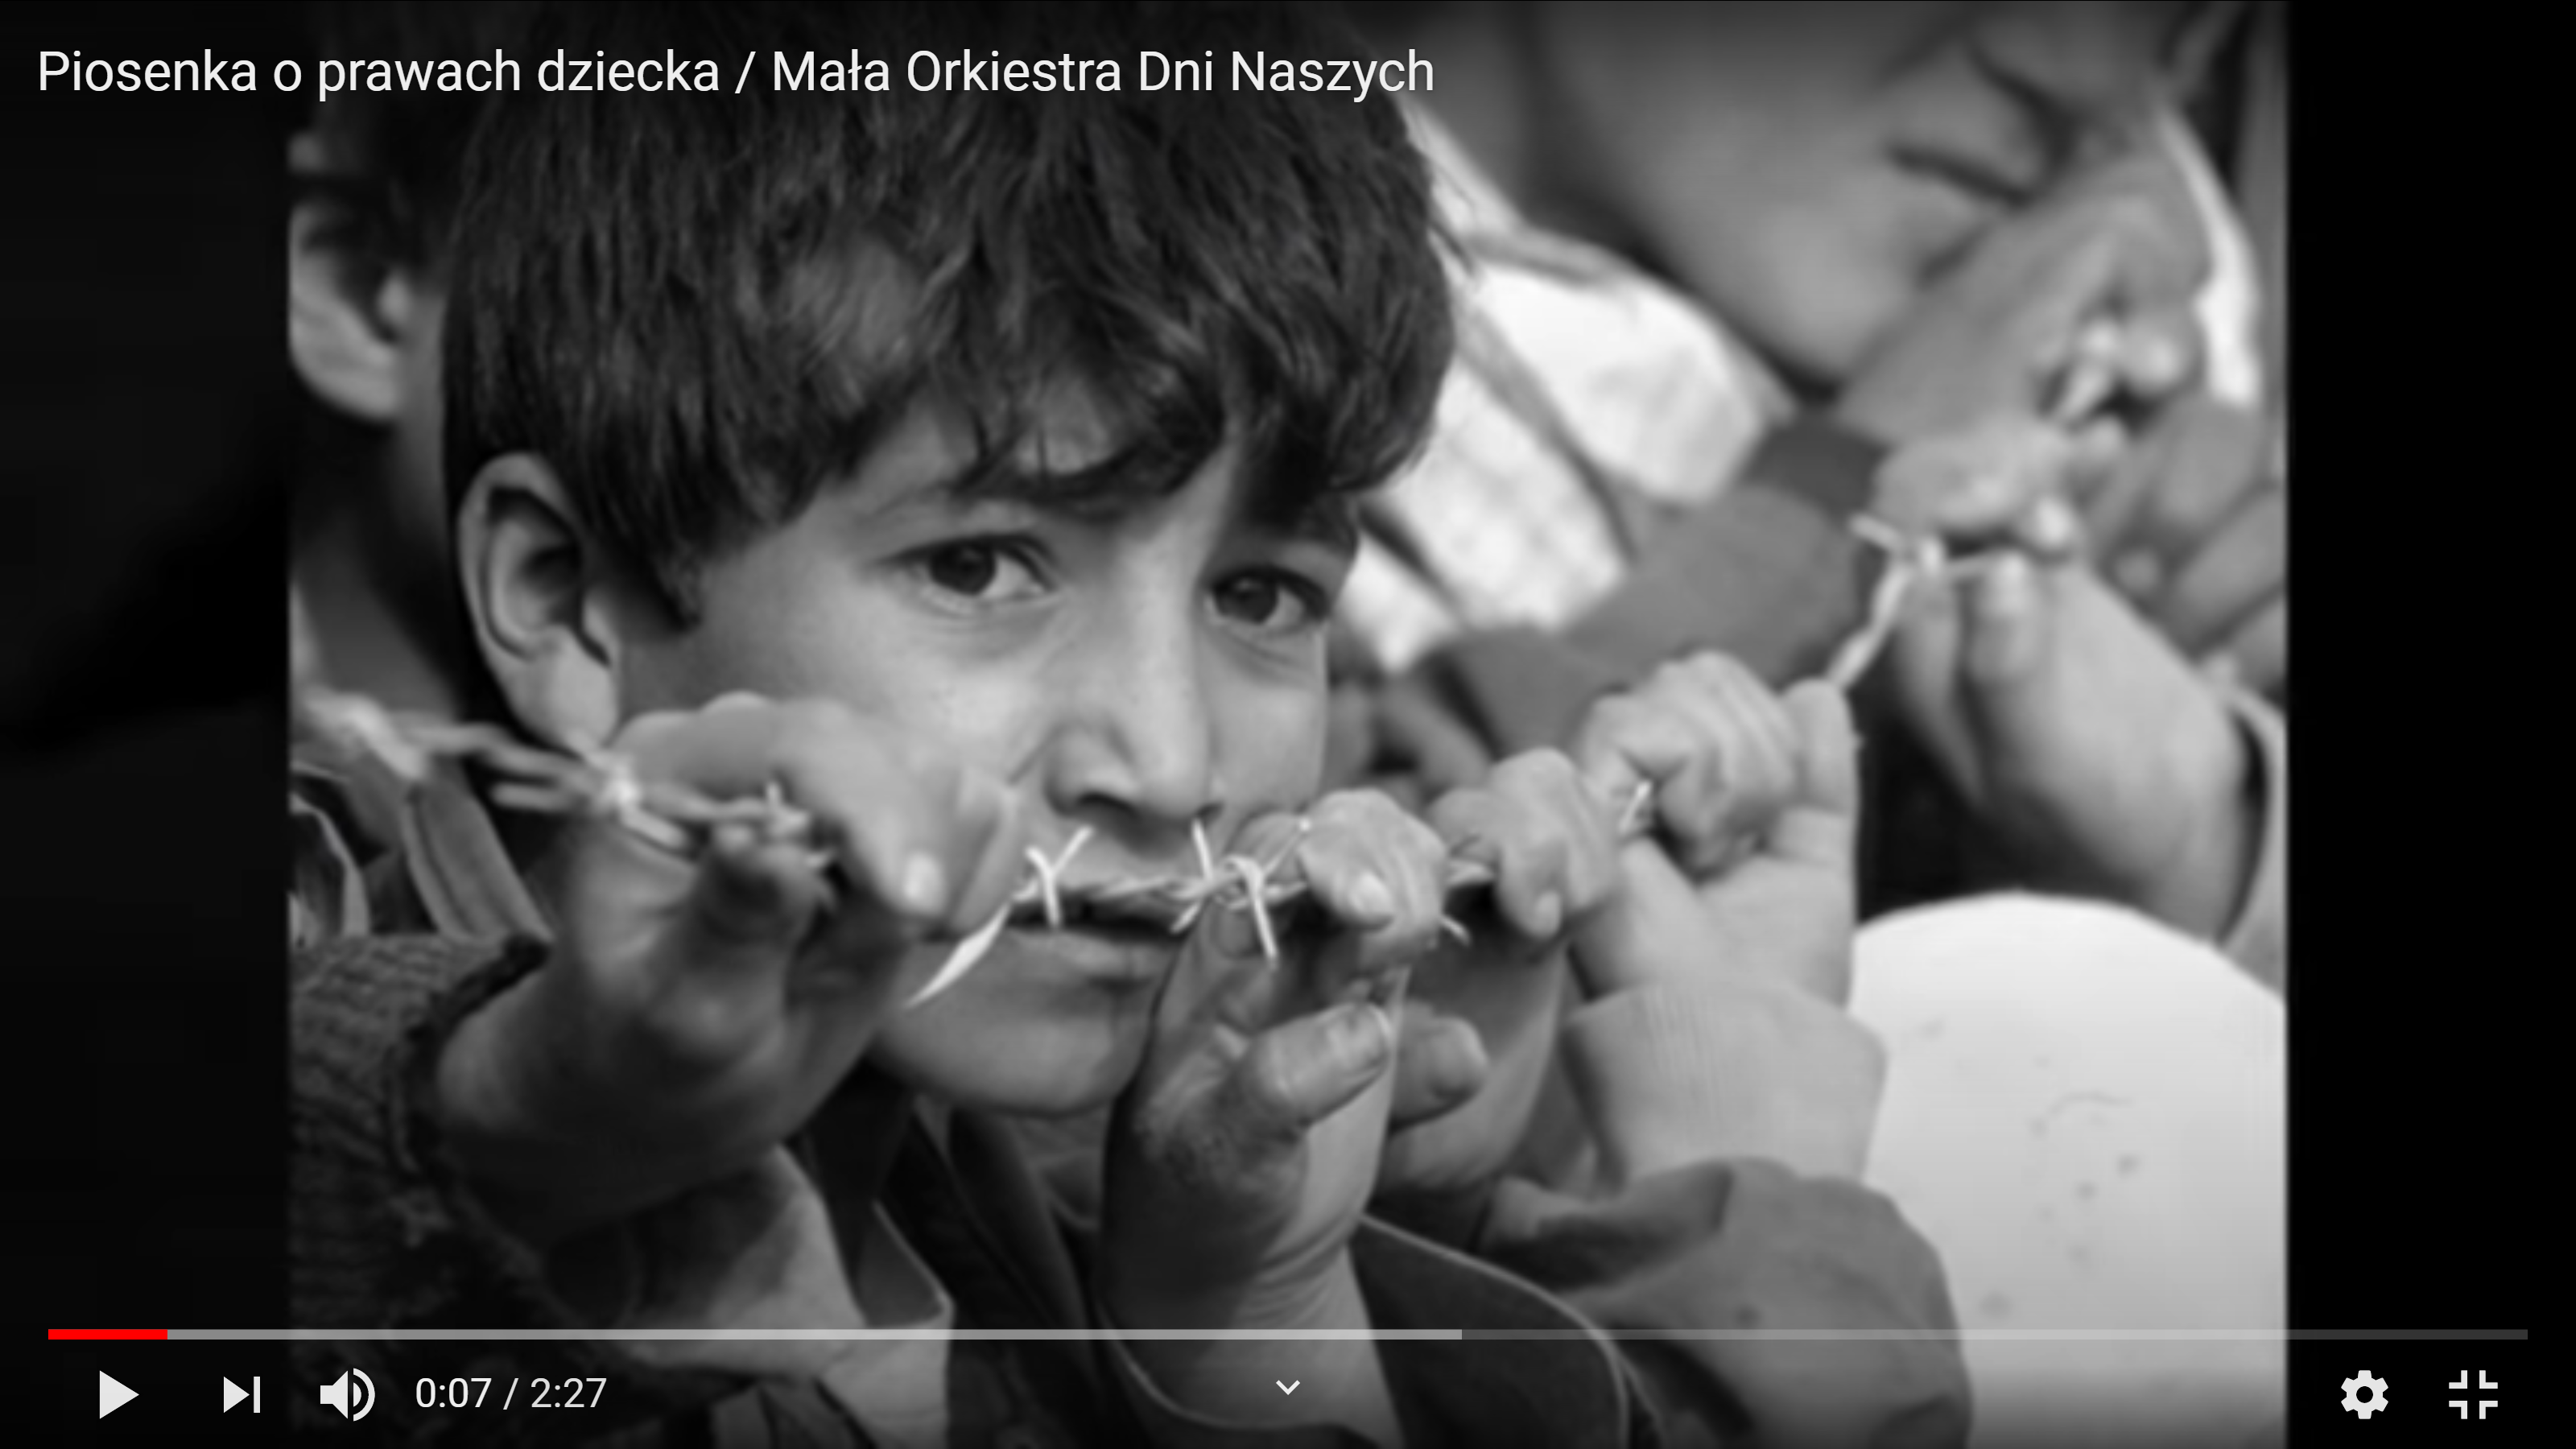 Piosenka o prawach dziecka / Mała Orkiestra Dni Naszych
0:07 / 2:27